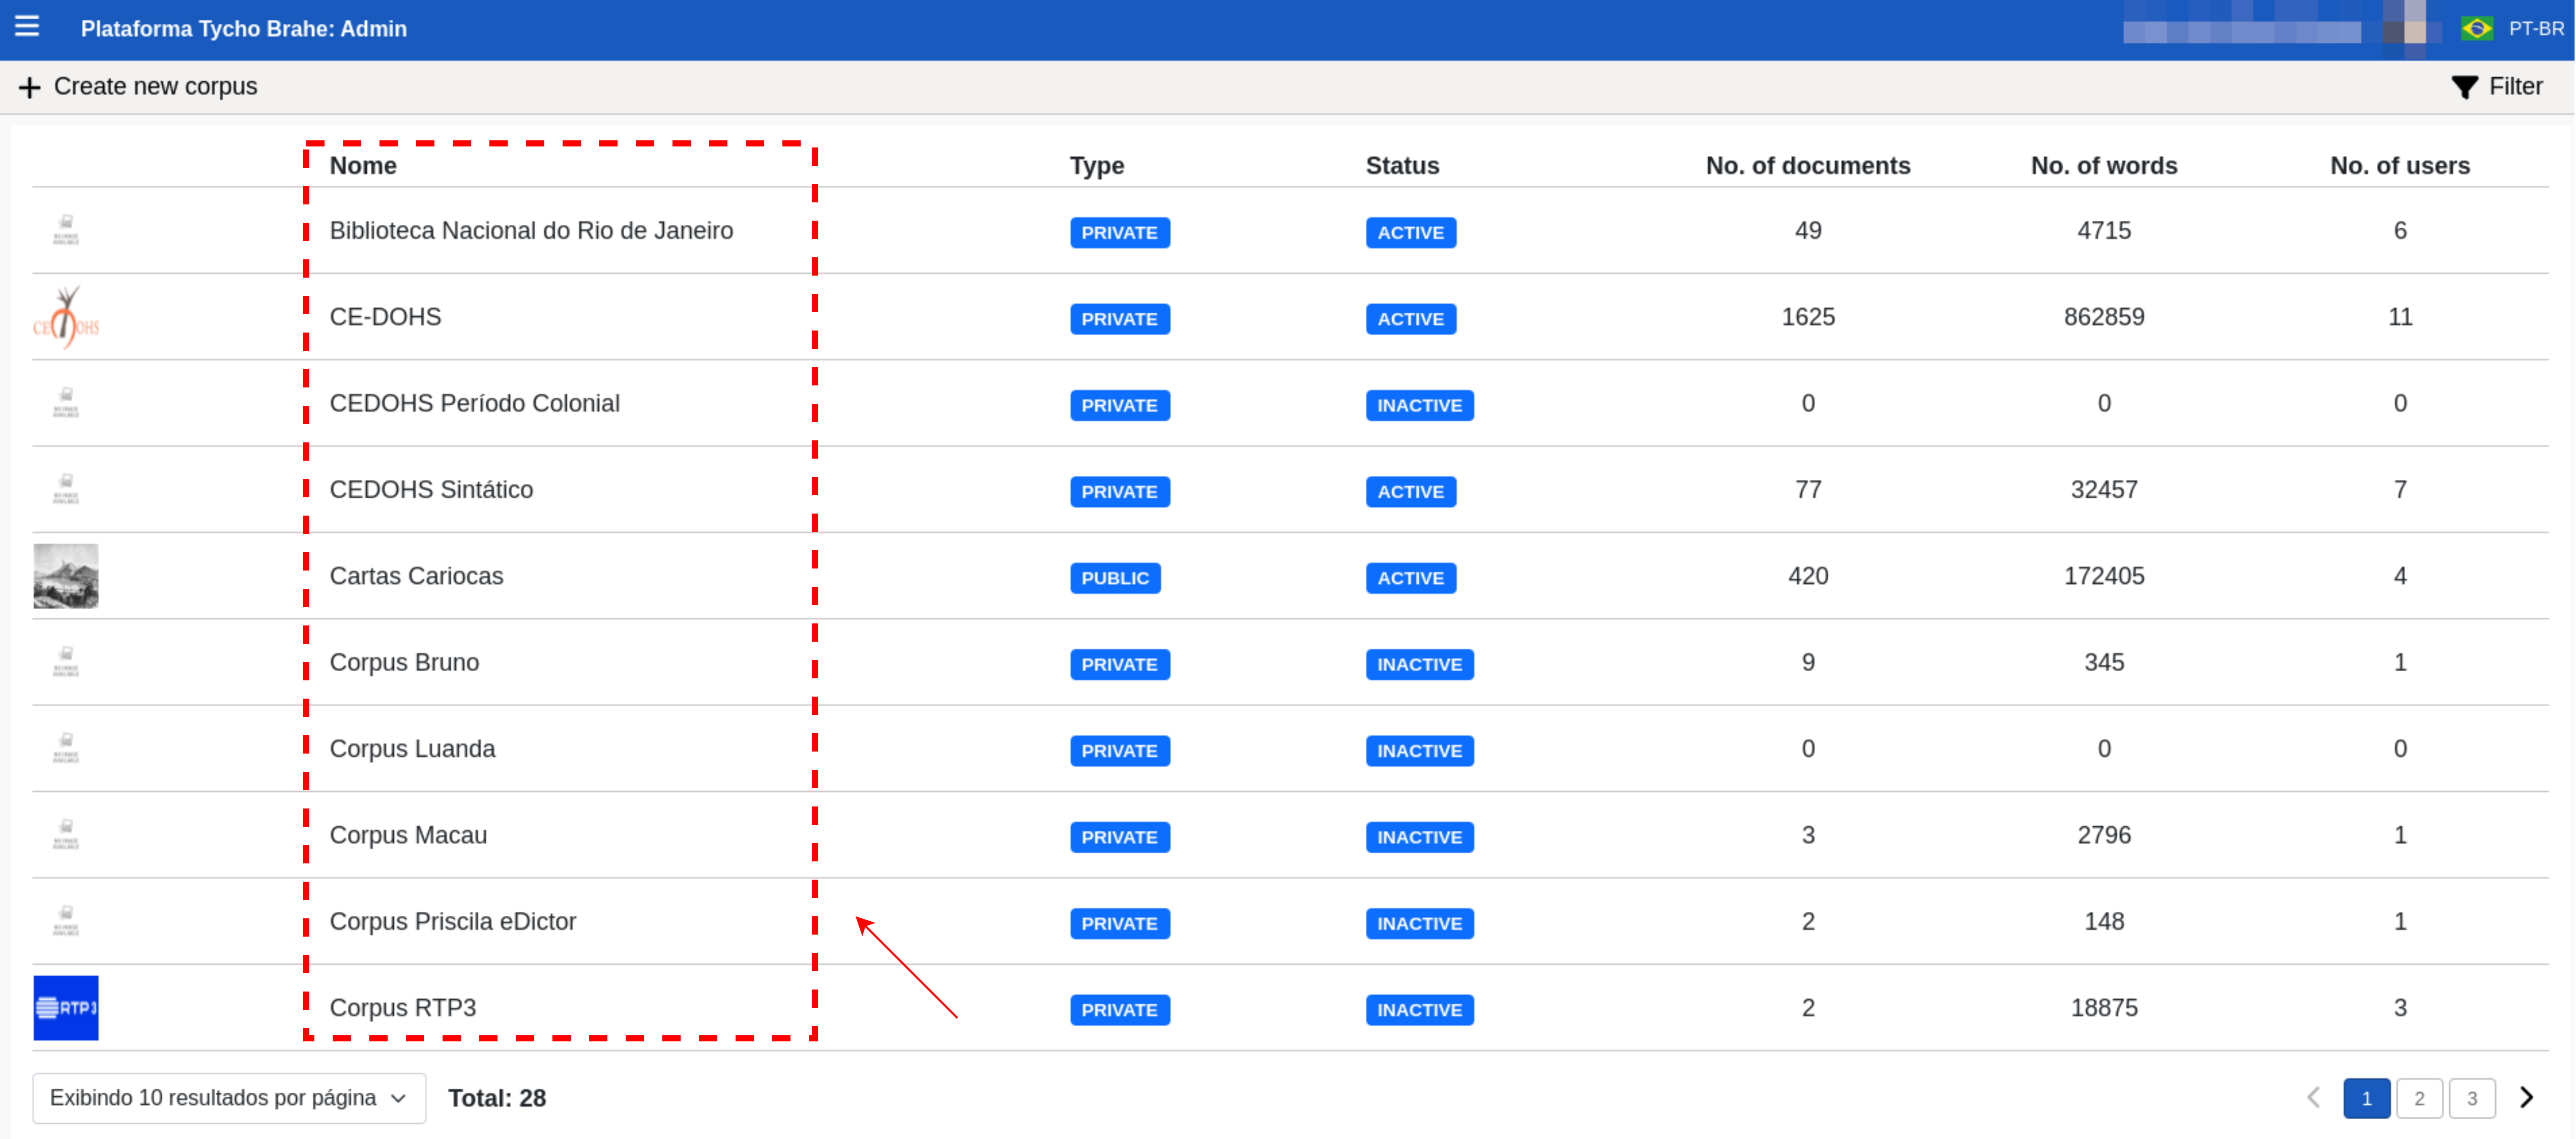 Plataforma Tycho Brahe: Admin PT-BR
Create new corpus Filter
Nome Type Status No. of documents No. of words No. of users
Biblioteca Nacional do Rio de Janeiro PRIVATE ACTIVE 49 4715 6
CE-DOHS PRIVATE ACTIVE 1625 862859 11
CEDOHS Período Colonial PRIVATE INACTIVE 0 0 0
CEDOHS Sintático PRIVATE ACTIVE 77 32457 7
Cartas Cariocas PUBLIC ACTIVE 420 172405 4
Corpus Bruno PRIVATE INACTIVE 9 345 1
Corpus Luanda PRIVATE INACTIVE 0 0 0
Corpus Macau PRIVATE INACTIVE 3 2796 1
Corpus Priscila eDictor PRIVATE INACTIVE 2 148 1
RTP3 Corpus RTP3 PRIVATE INACTIVE 2 18875 3
Exibindo 10 resultados por página Total: 28 1 2 3